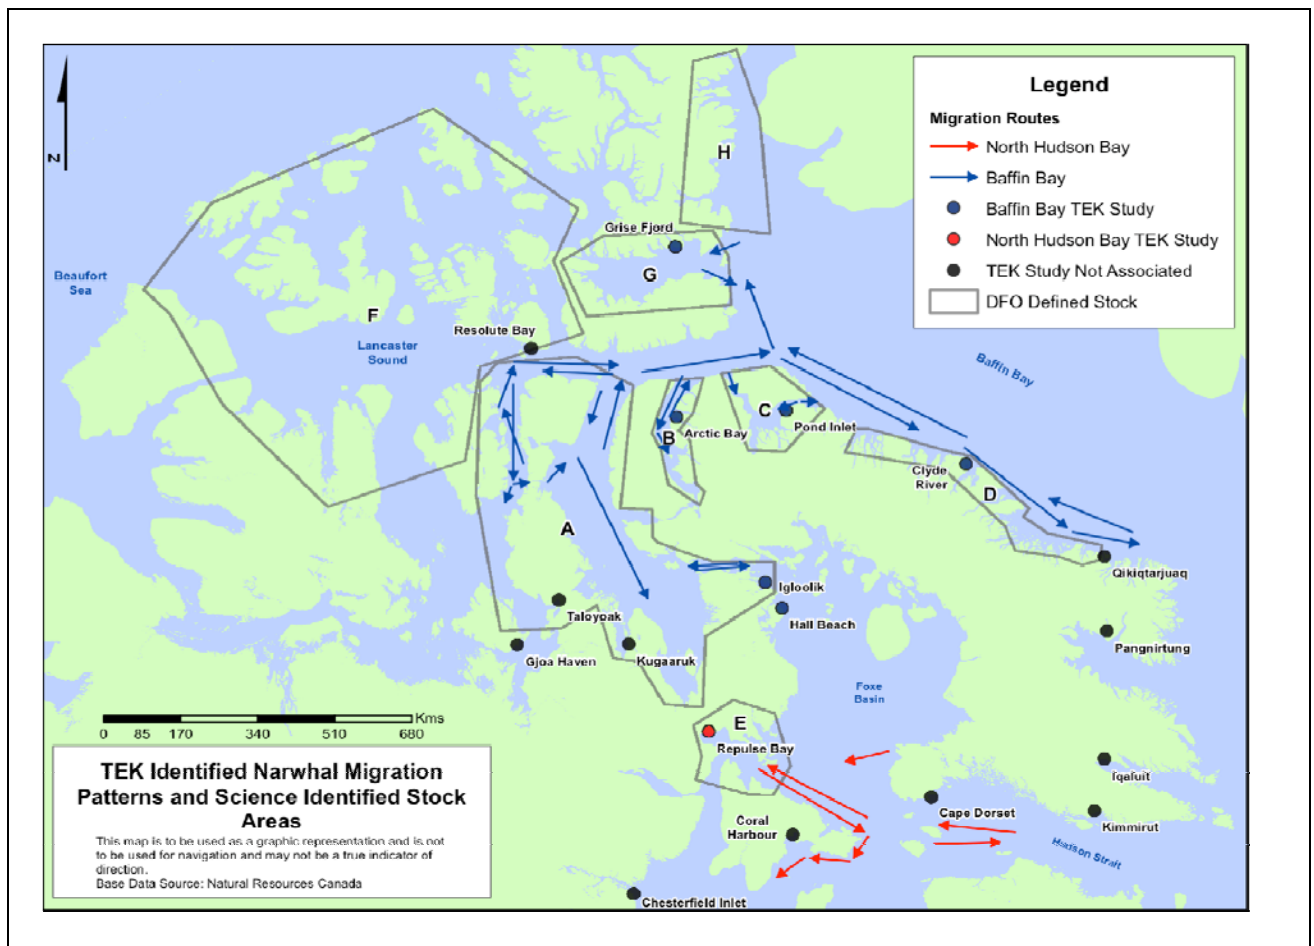 Legend
Migration Routes
North Hudson Bay
Baffin Bay
Baffin Bay TEK Study
North Hudson Bay TEK Study
TEK Study Not Associated
DFO Defined Stock
N
H
Grise Fjord
G
Beaufort
Sea
F
Resolute Bay
Lancaster
Sound
Baffin Bay
C
Pond Inlet
B
Arctic Bay
Clyde
River
D
A
Qikiqtarjuaq
Igloolik
Hall Beach
Taloyoak
Gjoa Haven
Kugaaruk
Pangnirtung
Foxe
Basin
E
Repulse Bay
Iqaluit
Cape Dorset
Kimmirut
Coral
Harbour
Hudson Strait
Chesterfield Inlet
Kms
0 85 170 340 510 680
TEK Identified Narwhal Migration
Patterns and Science Identified Stock
Areas
This map is to be used as a graphic representation and is not
to be used for navigation and may not be a true indicator of
direction.
Base Data Source: Natural Resources Canada